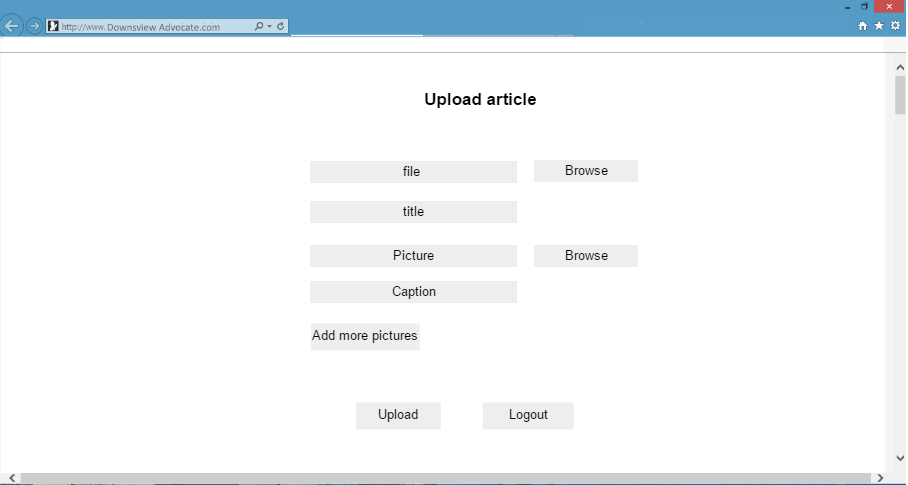 http://www. Downsview Advocate.com
Upload article
file
Browse
title
Picture
Browse
Caption
Add more pictures
Upload
Logout